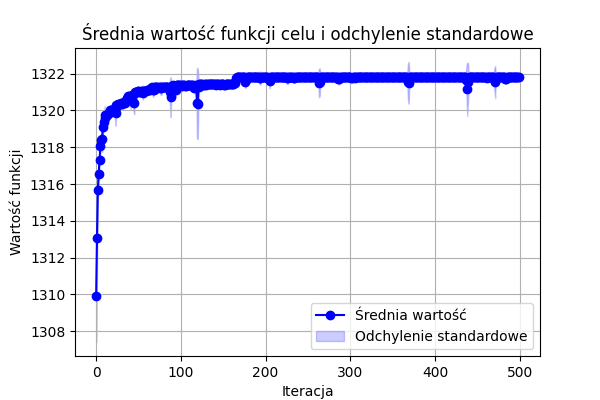 Średnia wartość funkcji celu i odchylenie standardowe
Wartość funkcji
1322
1320
1318
1316
1314
1312
1310
1308
0 100 200 300 400 500
Iteracja
Średnia wartość
Odchylenie standardowe